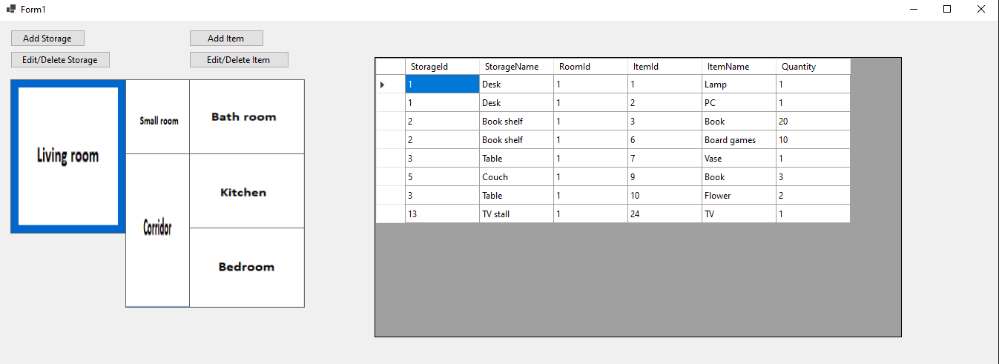 Form1
Add Storage
Add Item
Edit/Delete Storage
Edit/Delete Item
Living room
Small room
Bath room
Corridor
Kitchen
Bedroom
StorageId StorageName RoomId ItemId ItemName Quantity
1 Desk 1 1 Lamp 1
1 Desk 1 2 PC 1
2 Book shelf 1 3 Book 20
2 Book shelf 1 6 Board games 10
3 Table 1 7 Vase 1
5 Couch 1 9 Book 3
3 Table 1 10 Flower 2
13 TV stall 1 24 TV 1